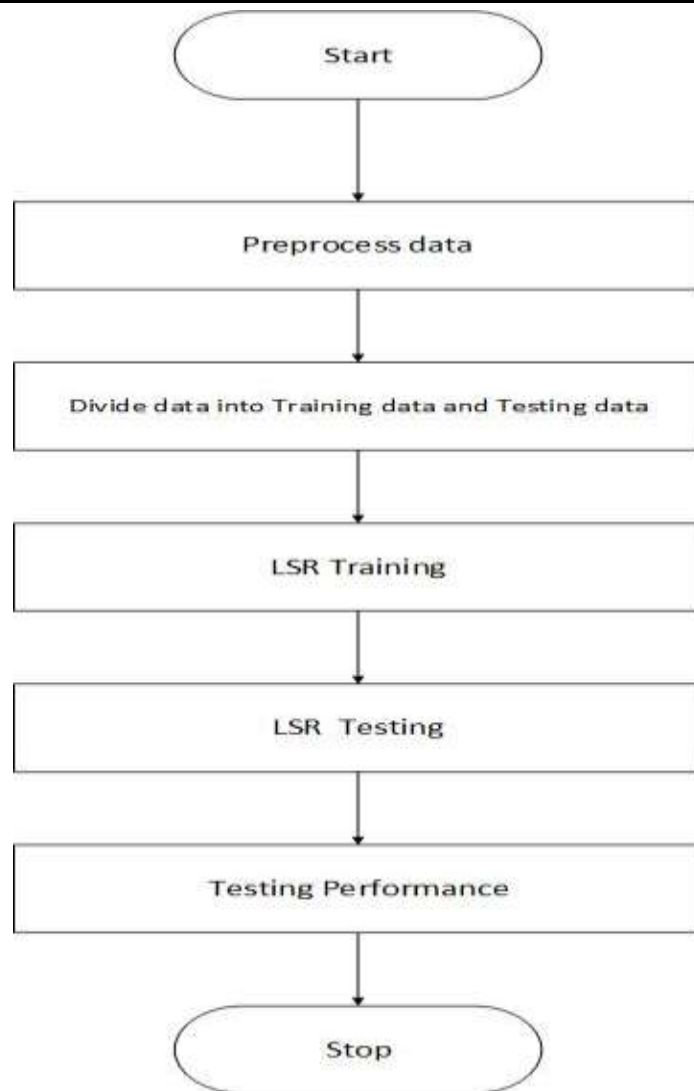 Start
Preprocess data
Divide data into Training data and Testing data
LSR Training
LSR Testing
Testing Performance
Stop